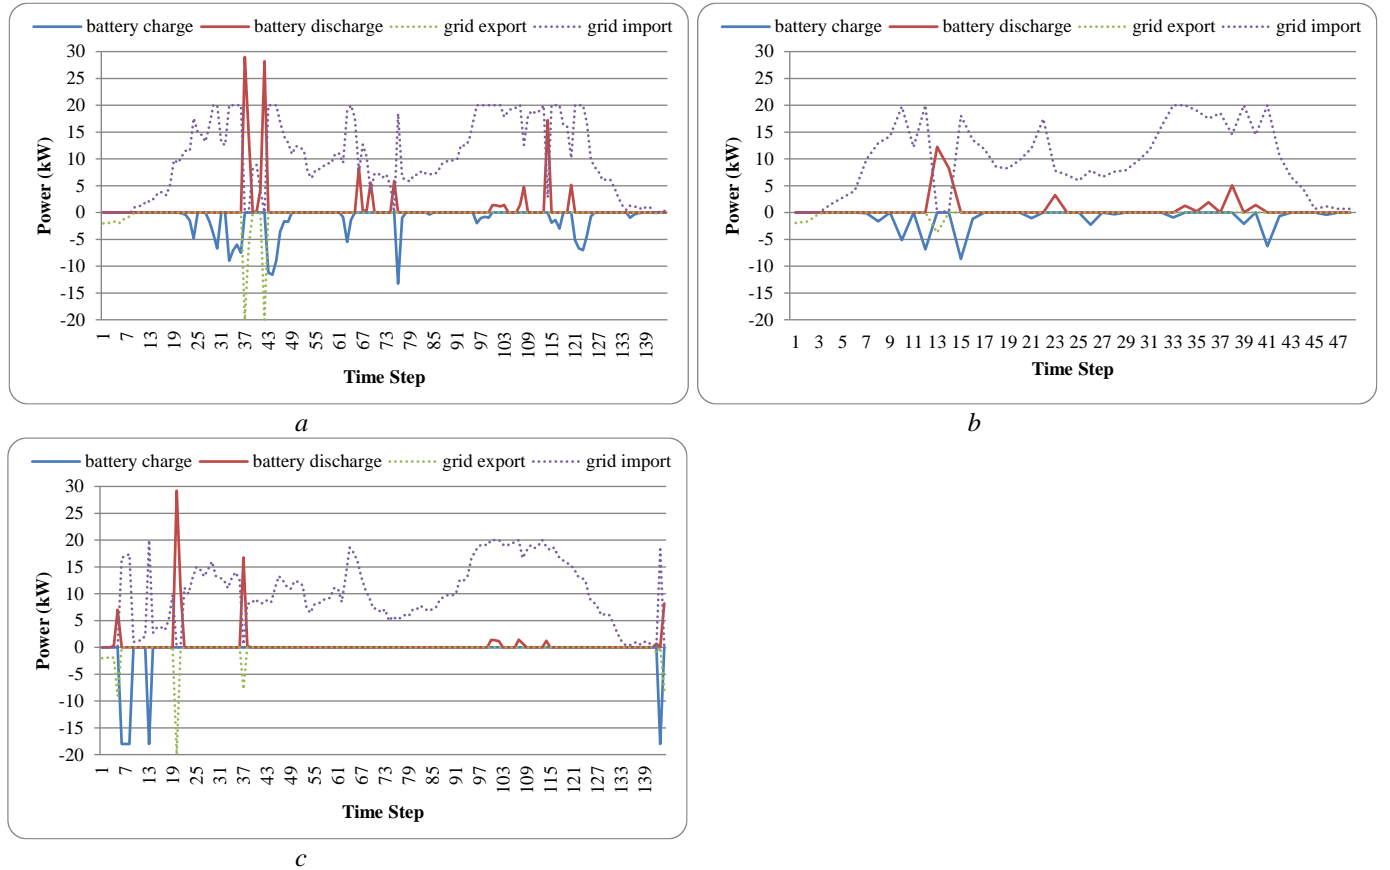 battery charge battery discharge grid export grid import
30
25
20
15
10
5
0
-5
-10
-15
-20
Power (kW)
1 7 13 19 25 31 37 43 49 55 61 67 73 79 85 91 97 103 109 115 121 127 133 139
Time Step
a
battery charge battery discharge grid export grid import
30
25
20
15
10
5
0
-5
-10
-15
-20
Power (kW)
1 3 5 7 9 11 13 15 17 19 21 23 25 27 29 31 33 35 37 39 41 43 45 47
Time Step
b
battery charge battery discharge grid export grid import
30
25
20
15
10
5
0
-5
-10
-15
-20
Power (kW)
1 7 13 19 25 31 37 43 49 55 61 67 73 79 85 91 97 103 109 115 121 127 133 139
Time Step
c